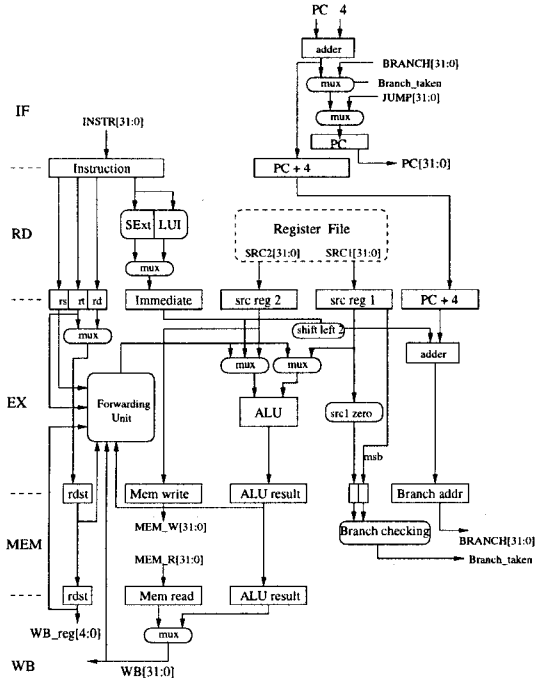 PC 4
adder
BRANCH[31:0}
mux
Branch_taken
JUMP[31:0]
mux
IF
INSTR[31:0]
PC
PC[31:0]
Instruction
PC + 4
SExt LUI
Register File
RD
SRC2[31:0] SRC1[31:0]
mux
rs rt rd
Immediate
src reg 2
src reg 1
PC + 4
mux
shift left 2
adder
mux
mux
EX
Forwarding
Unit
ALU
src1 zero
msb
rdst
Mem write
ALU result
Branch addr
MEM_W[31:0]
Branch checking
BRANCH[31:0]
MEM
MEM_R[31:0]
Branch_taken
rdst
Mem read
ALU result
WB_reg[4:0}
mux
WB
WB[31:0]